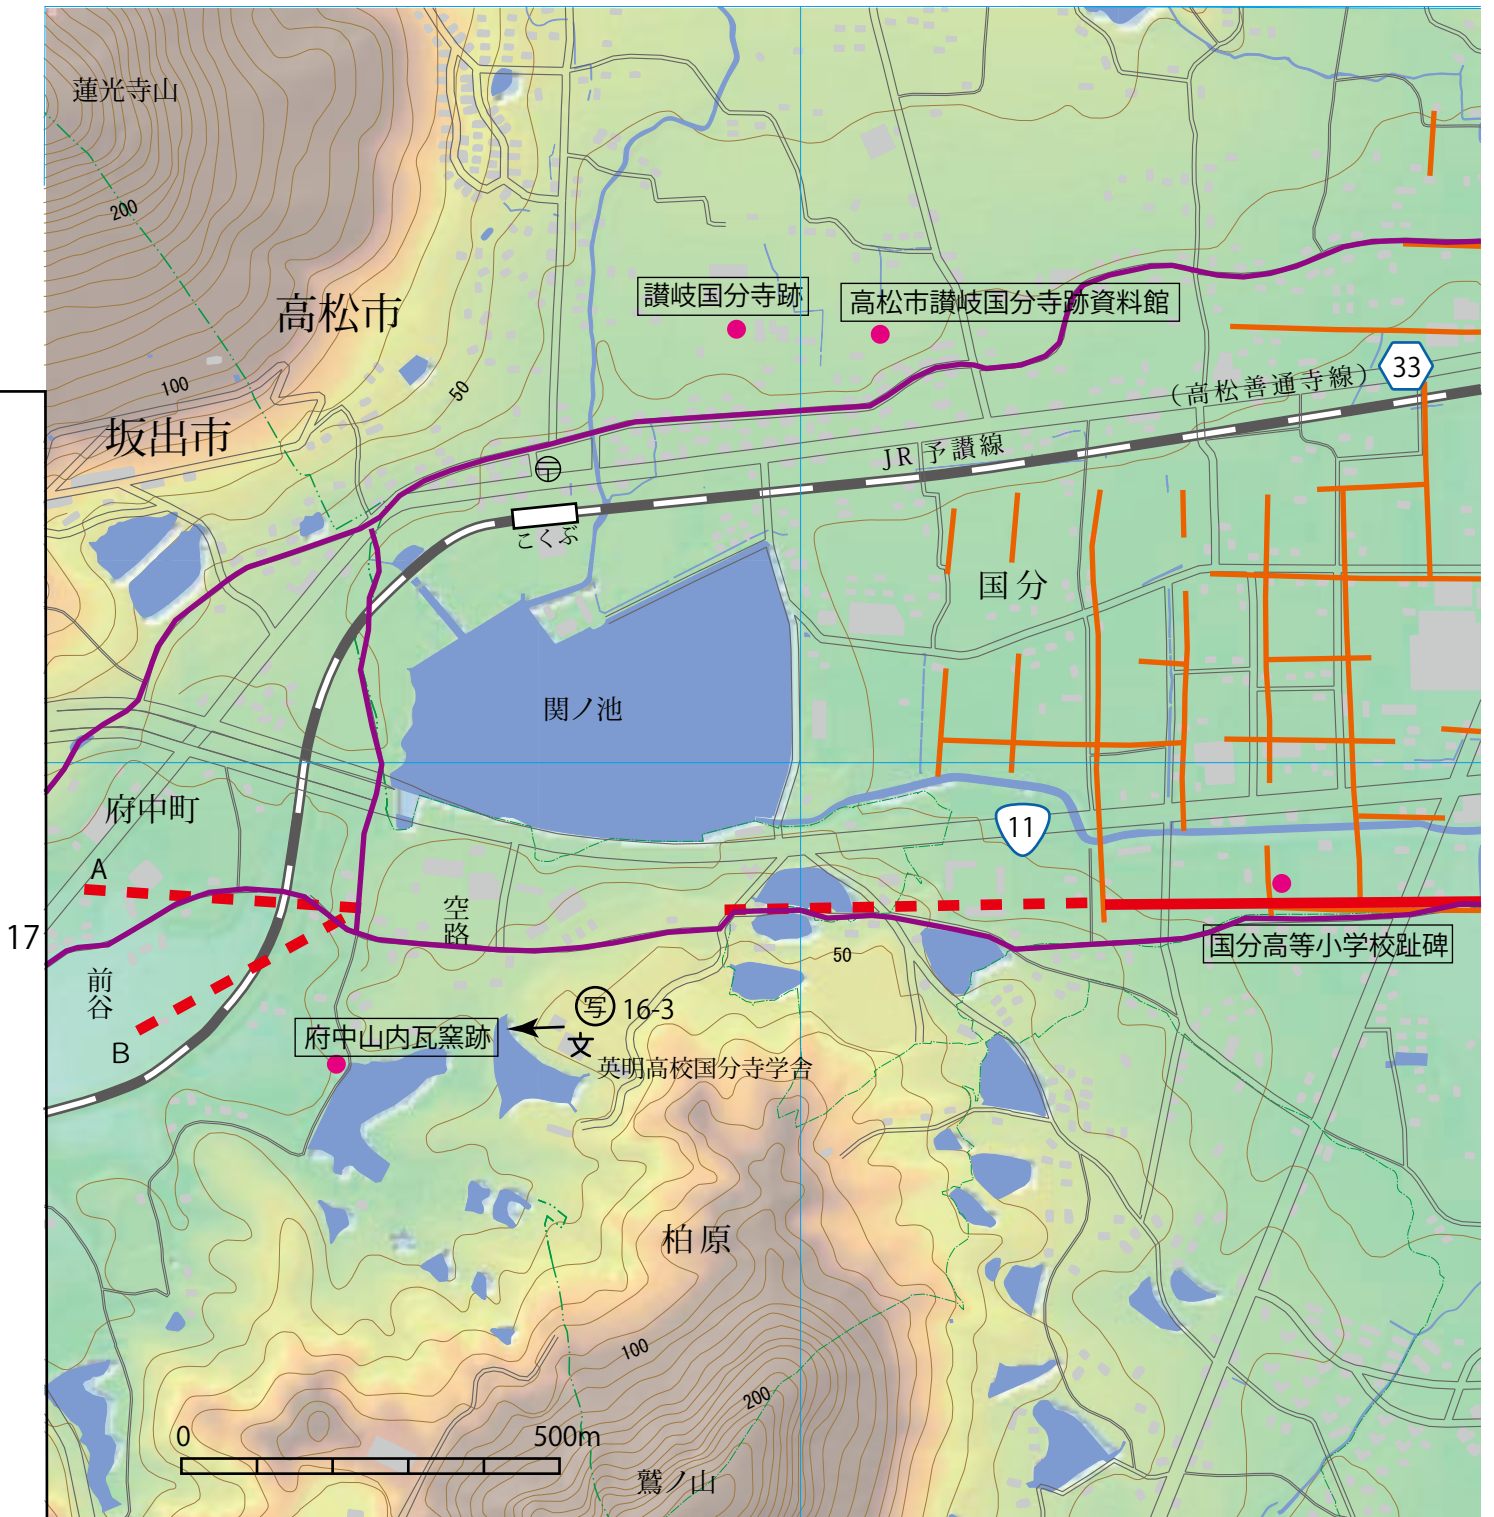 蓮光寺山
200
高松市
讃岐国分寺跡
高松市讃岐国分寺跡資料館
33
(高松善通寺線)
100
50
坂出市
JR 予讃線
〒
こくぶ
国分
関ノ池
府中町
11
A
空路
17
国分高等小学校趾碑
前谷
50
写 16-3
府中山内瓦窯跡
B
文
英明高校国分寺学舎
柏原
100
200
0
500m
鷲ノ山